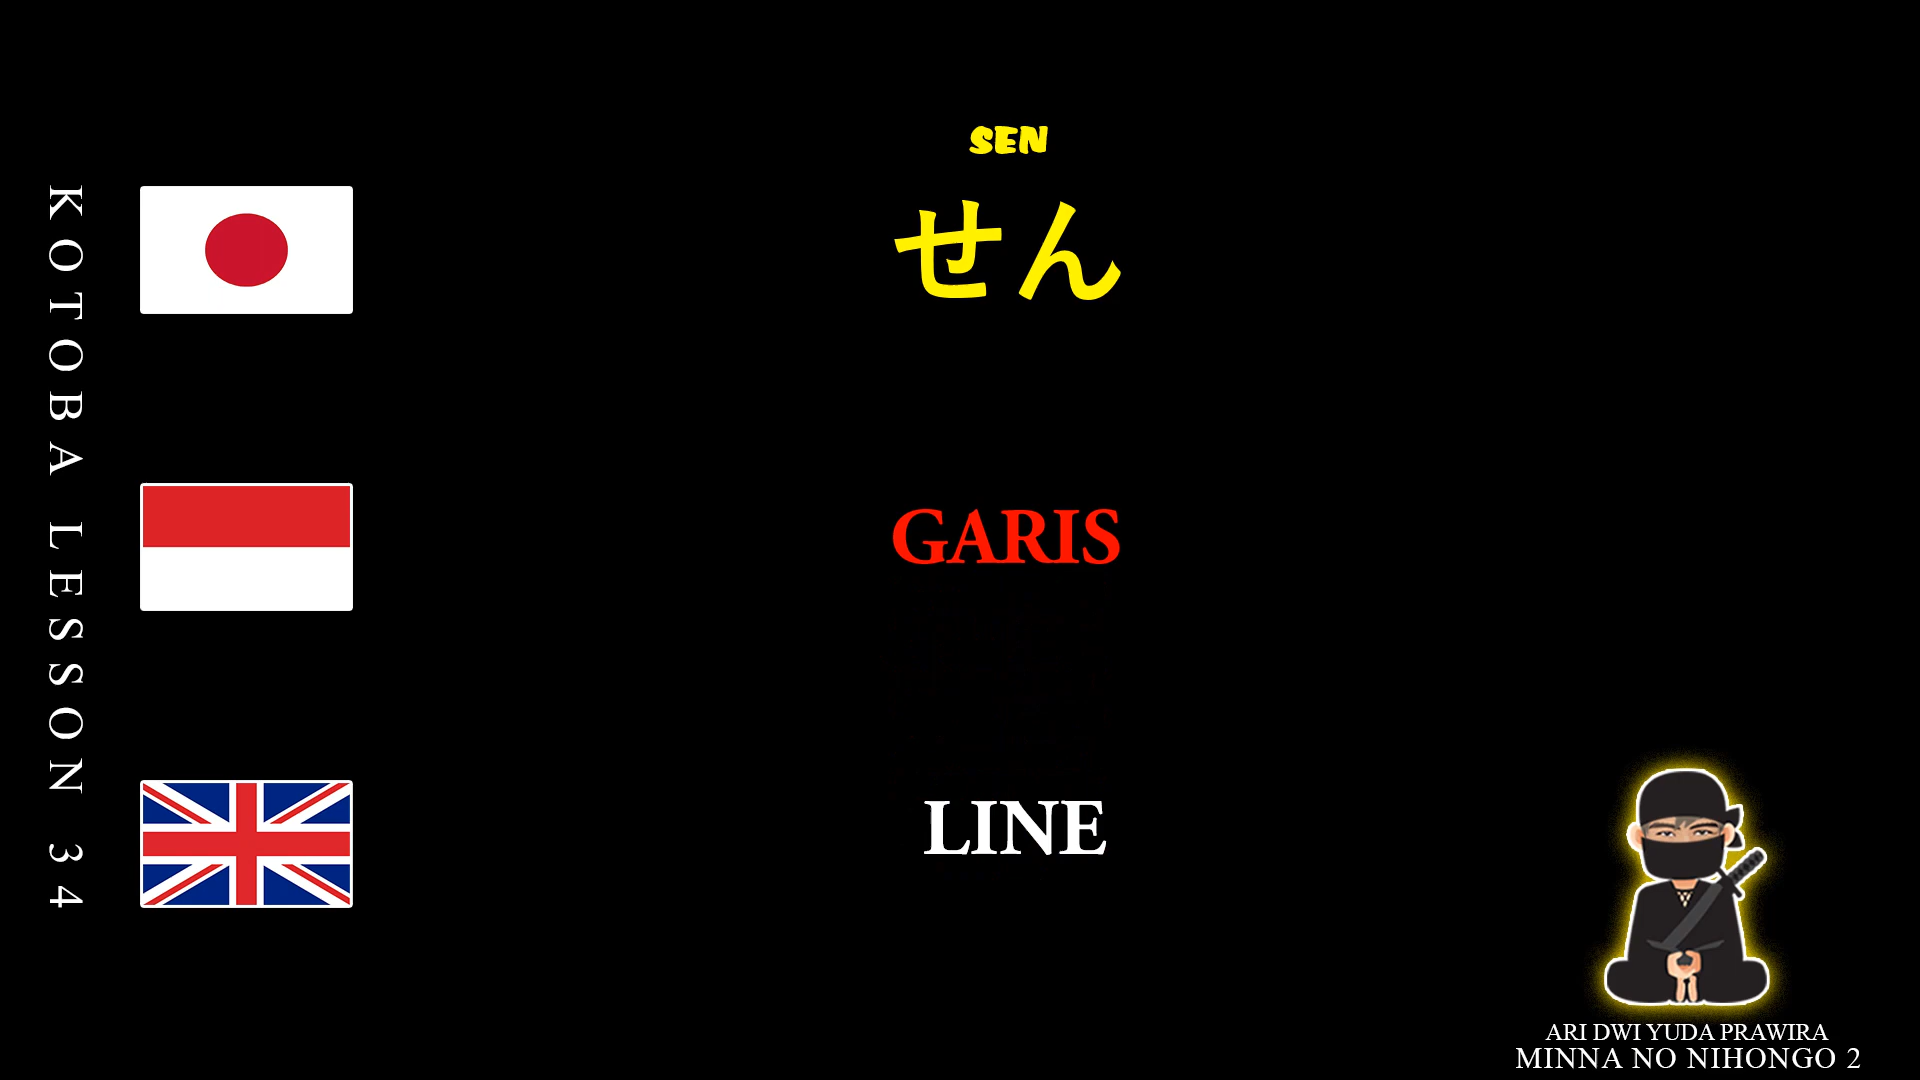 KOTOBA LESSON 34
SEN
せん
GARIS
LINE
ARI DWI YUDA PRAWIRA
MINNA NO NIHONGO 2